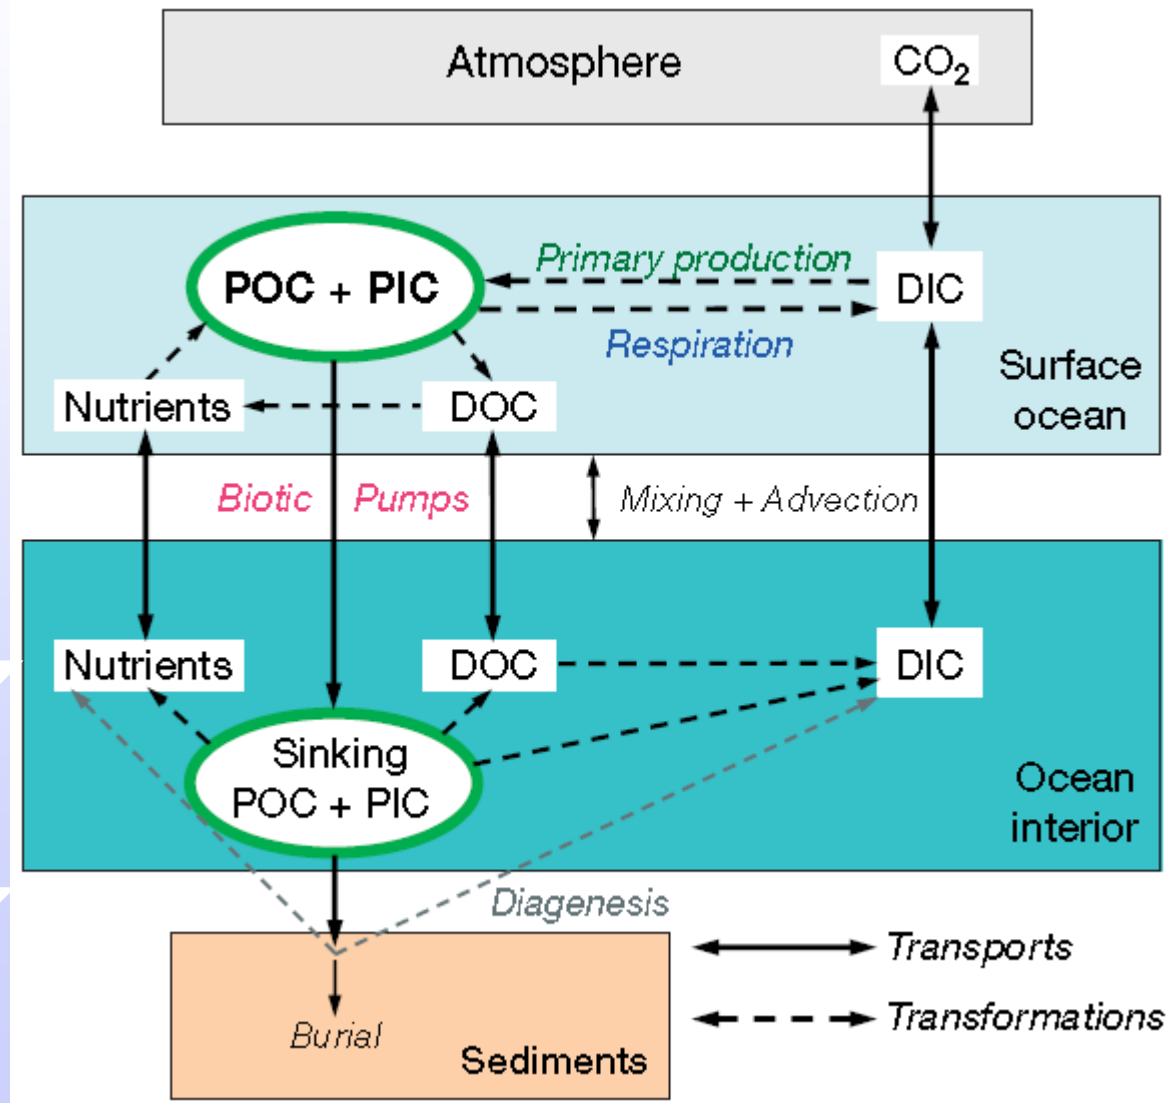 Atmosphere
CO₂
Primary production
POC + PIC
DIC
Respiration
Surface
ocean
Nutrients
DOC
Biotic
Pumps
Mixing + Advection
Nutrients
DOC
DIC
Sinking
POC + PIC
Ocean
interior
Diagenesis
Transports
Transformations
Burial
Sediments